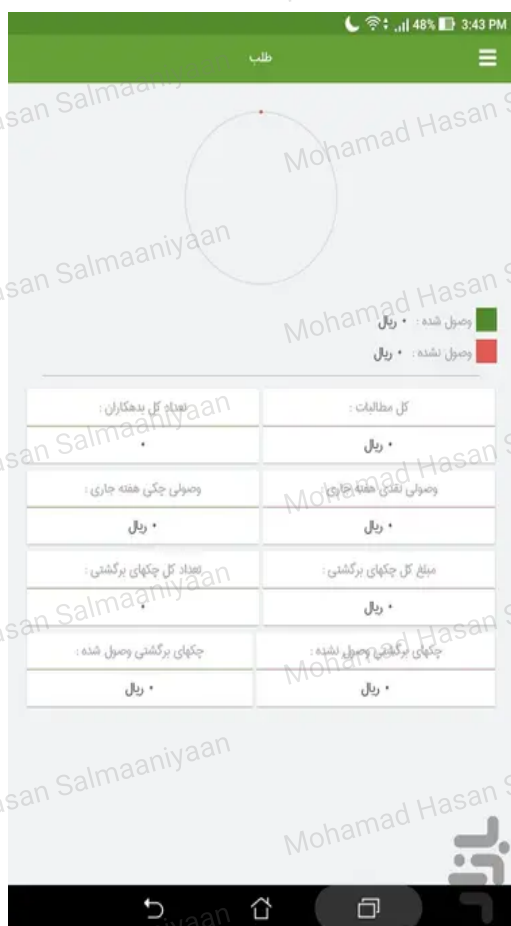 48% 3:43 PM
طلب
وصول شده : ۰ ریال
وصول نشده : ۰ ریال
کل مطالبات : تعداد کل بدهکاران :
۰ ریال ۰
وصولی نقدی هفته جاری : وصولی چکی هفته جاری :
۰ ریال ۰ ریال
مبلغ کل چکهای برگشتی : تعداد کل چکهای برگشتی :
۰ ریال ۰
چکهای برگشتی وصول نشده : چکهای برگشتی وصول شده :
۰ ریال ۰ ریال
Mohamad Hasan Salmaaniyaan
بازار